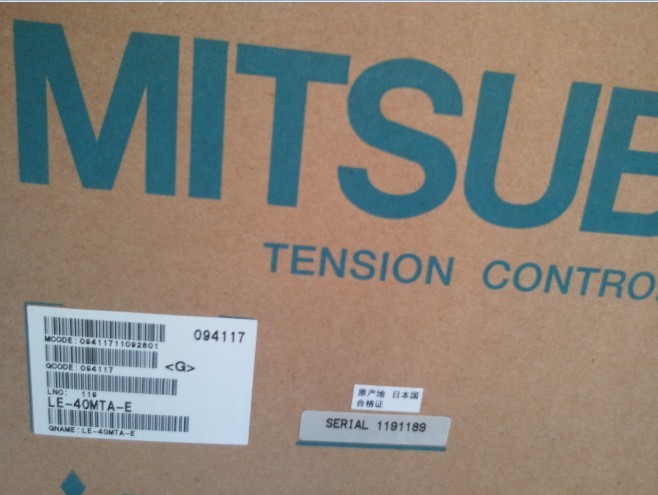 MITSUB
TENSION CONTRO
094117
MCODE:09411711092801
GCODE:094117
<G>
LNO: 119
LE-40MTA-E
GNAME:LE-40MTA-E
原产地 日本国
合格证
SERIAL 1191189